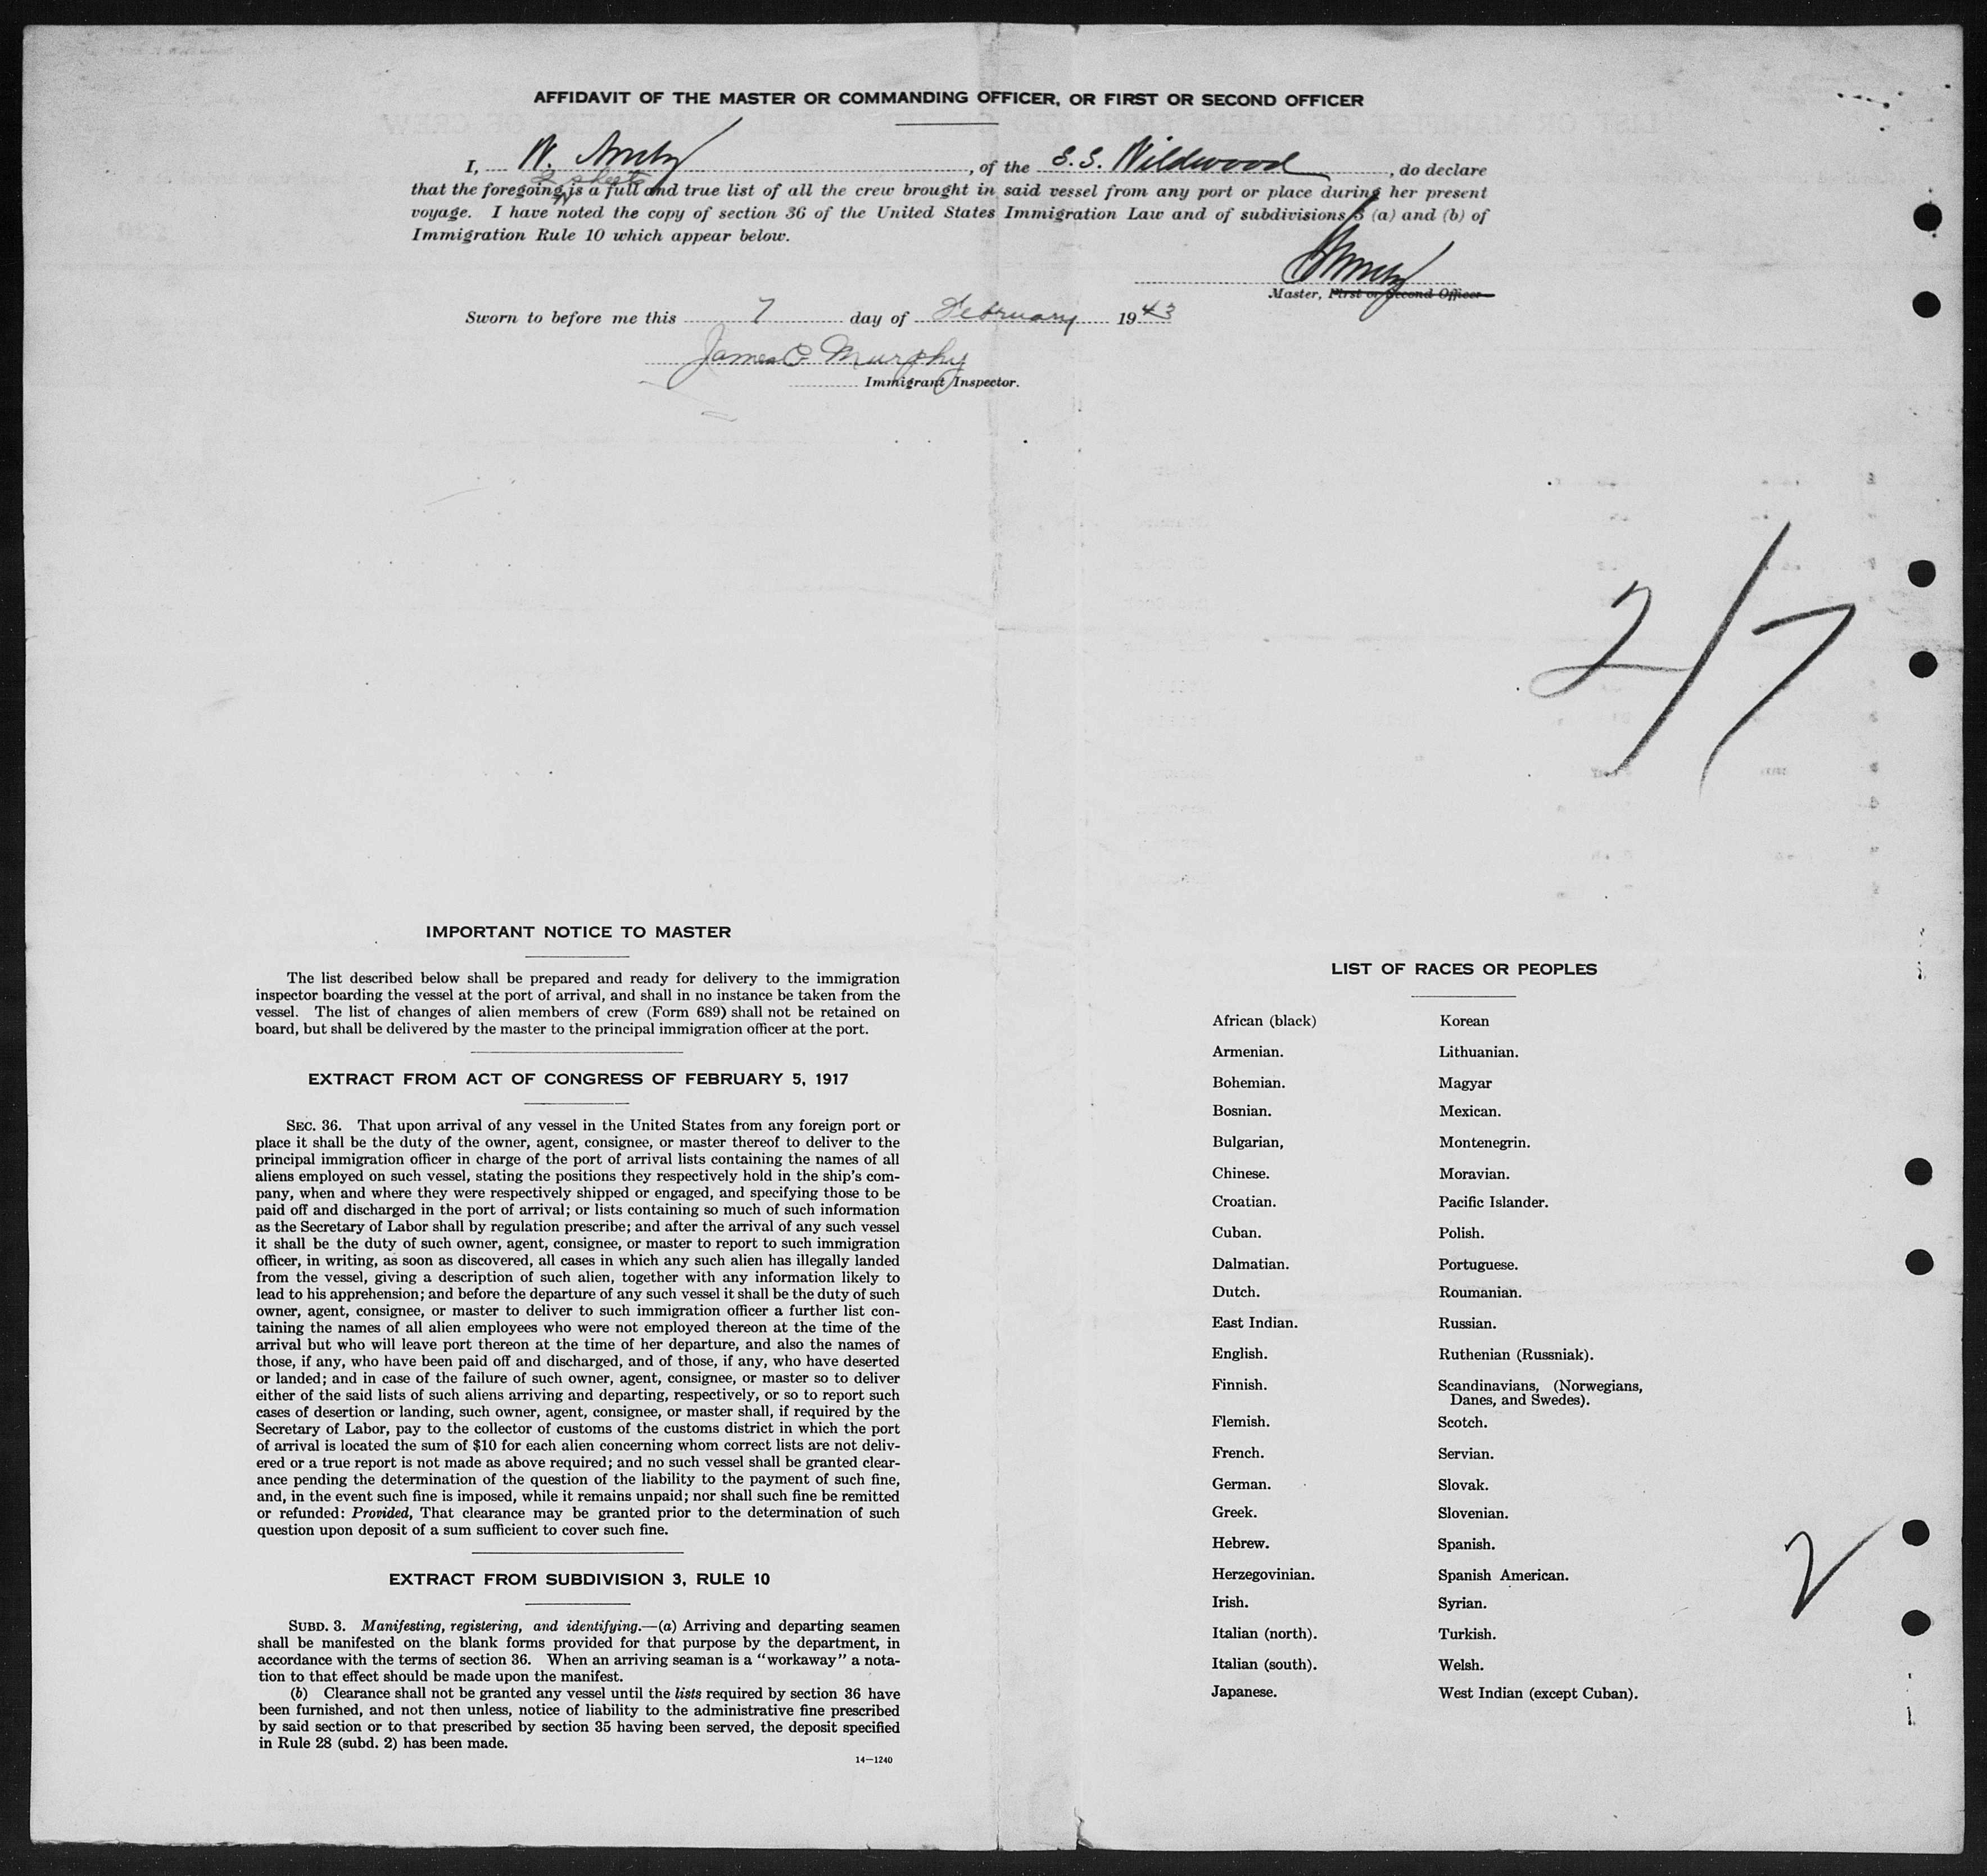 AFFIDAVIT OF THE MASTER OR COMMANDING OFFICER, OR FIRST OR SECOND OFFICER
I, W. , of the S.S. Wildwood, do declare
2 sheets
that the foregoing is a full and true list of all the crew brought in said vessel from any port or place during her present
voyage. I have noted the copy of section 36 of the United States Immigration Law and of subdivisions 3 (a) and (b) of
Immigration Rule 10 which appear below.
Master, First or Second Officer
Sworn to before me this 7 day of February 1943
James C. Murphy
Immigrant Inspector.
2/7
IMPORTANT NOTICE TO MASTER
The list described below shall be prepared and ready for delivery to the immigration
inspector boarding the vessel at the port of arrival, and shall in no instance be taken from the
vessel. The list of changes of alien members of crew (Form 689) shall not be retained on
board, but shall be delivered by the master to the principal immigration officer at the port.
EXTRACT FROM ACT OF CONGRESS OF FEBRUARY 5, 1917
SEC. 36. That upon arrival of any vessel in the United States from any foreign port or
place it shall be the duty of the owner, agent, consignee, or master thereof to deliver to the
principal immigration officer in charge of the port of arrival lists containing the names of all
aliens employed on such vessel, stating the positions they respectively hold in the ship's com-
pany, when and where they were respectively shipped or engaged, and specifying those to be
paid off and discharged in the port of arrival; or lists containing so much of such information
as the Secretary of Labor shall by regulation prescribe; and after the arrival of any such vessel
it shall be the duty of such owner, agent, consignee, or master to report to such immigration
officer, in writing, as soon as discovered, all cases in which any such alien has illegally landed
from the vessel, giving a description of such alien, together with any information likely to
lead to his apprehension; and before the departure of any such vessel it shall be the duty of such
owner, agent, consignee, or master to deliver to such immigration officer a further list con-
taining the names of all alien employees who were not employed thereon at the time of the
arrival but who will leave port thereon at the time of her departure, and also the names of
those, if any, who have been paid off and discharged, and of those, if any, who have deserted
or landed; and in case of the failure of such owner, agent, consignee, or master so to deliver
either of the said lists of such aliens arriving and departing, respectively, or so to report such
cases of desertion or landing, such owner, agent, consignee, or master shall, if required by the
Secretary of Labor, pay to the collector of customs of the customs district in which the port
of arrival is located the sum of $10 for each alien concerning whom correct lists are not deliv-
ered or a true report is not made as above required; and no such vessel shall be granted clear-
ance pending the determination of the question of the liability to the payment of such fine,
and, in the event such fine is imposed, while it remains unpaid; nor shall such fine be remitted
or refunded: Provided, That clearance may be granted prior to the determination of such
question upon deposit of a sum sufficient to cover such fine.
EXTRACT FROM SUBDIVISION 3, RULE 10
SUBD. 3. Manifesting, registering, and identifying.—(a) Arriving and departing seamen
shall be manifested on the blank forms provided for that purpose by the department, in
accordance with the terms of section 36. When an arriving seaman is a "workaway" a nota-
tion to that effect should be made upon the manifest.
(b) Clearance shall not be granted any vessel until the lists required by section 36 have
been furnished, and not then unless, notice of liability to the administrative fine prescribed
by said section or to that prescribed by section 35 having been served, the deposit specified
in Rule 28 (subd. 2) has been made.
14—1240
LIST OF RACES OR PEOPLES
African (black) Korean
Armenian. Lithuanian.
Bohemian. Magyar
Bosnian. Mexican.
Bulgarian, Montenegrin.
Chinese. Moravian.
Croatian. Pacific Islander.
Cuban. Polish.
Dalmatian. Portuguese.
Dutch. Roumanian.
East Indian. Russian.
English. Ruthenian (Russniak).
Finnish. Scandinavians, (Norwegians,
Danes, and Swedes).
Flemish. Scotch.
French. Servian.
German. Slovak.
Greek. Slovenian.
Hebrew. Spanish.
Herzegovinian. Spanish American.
Irish. Syrian.
Italian (north). Turkish.
Italian (south). Welsh.
Japanese. West Indian (except Cuban).
2